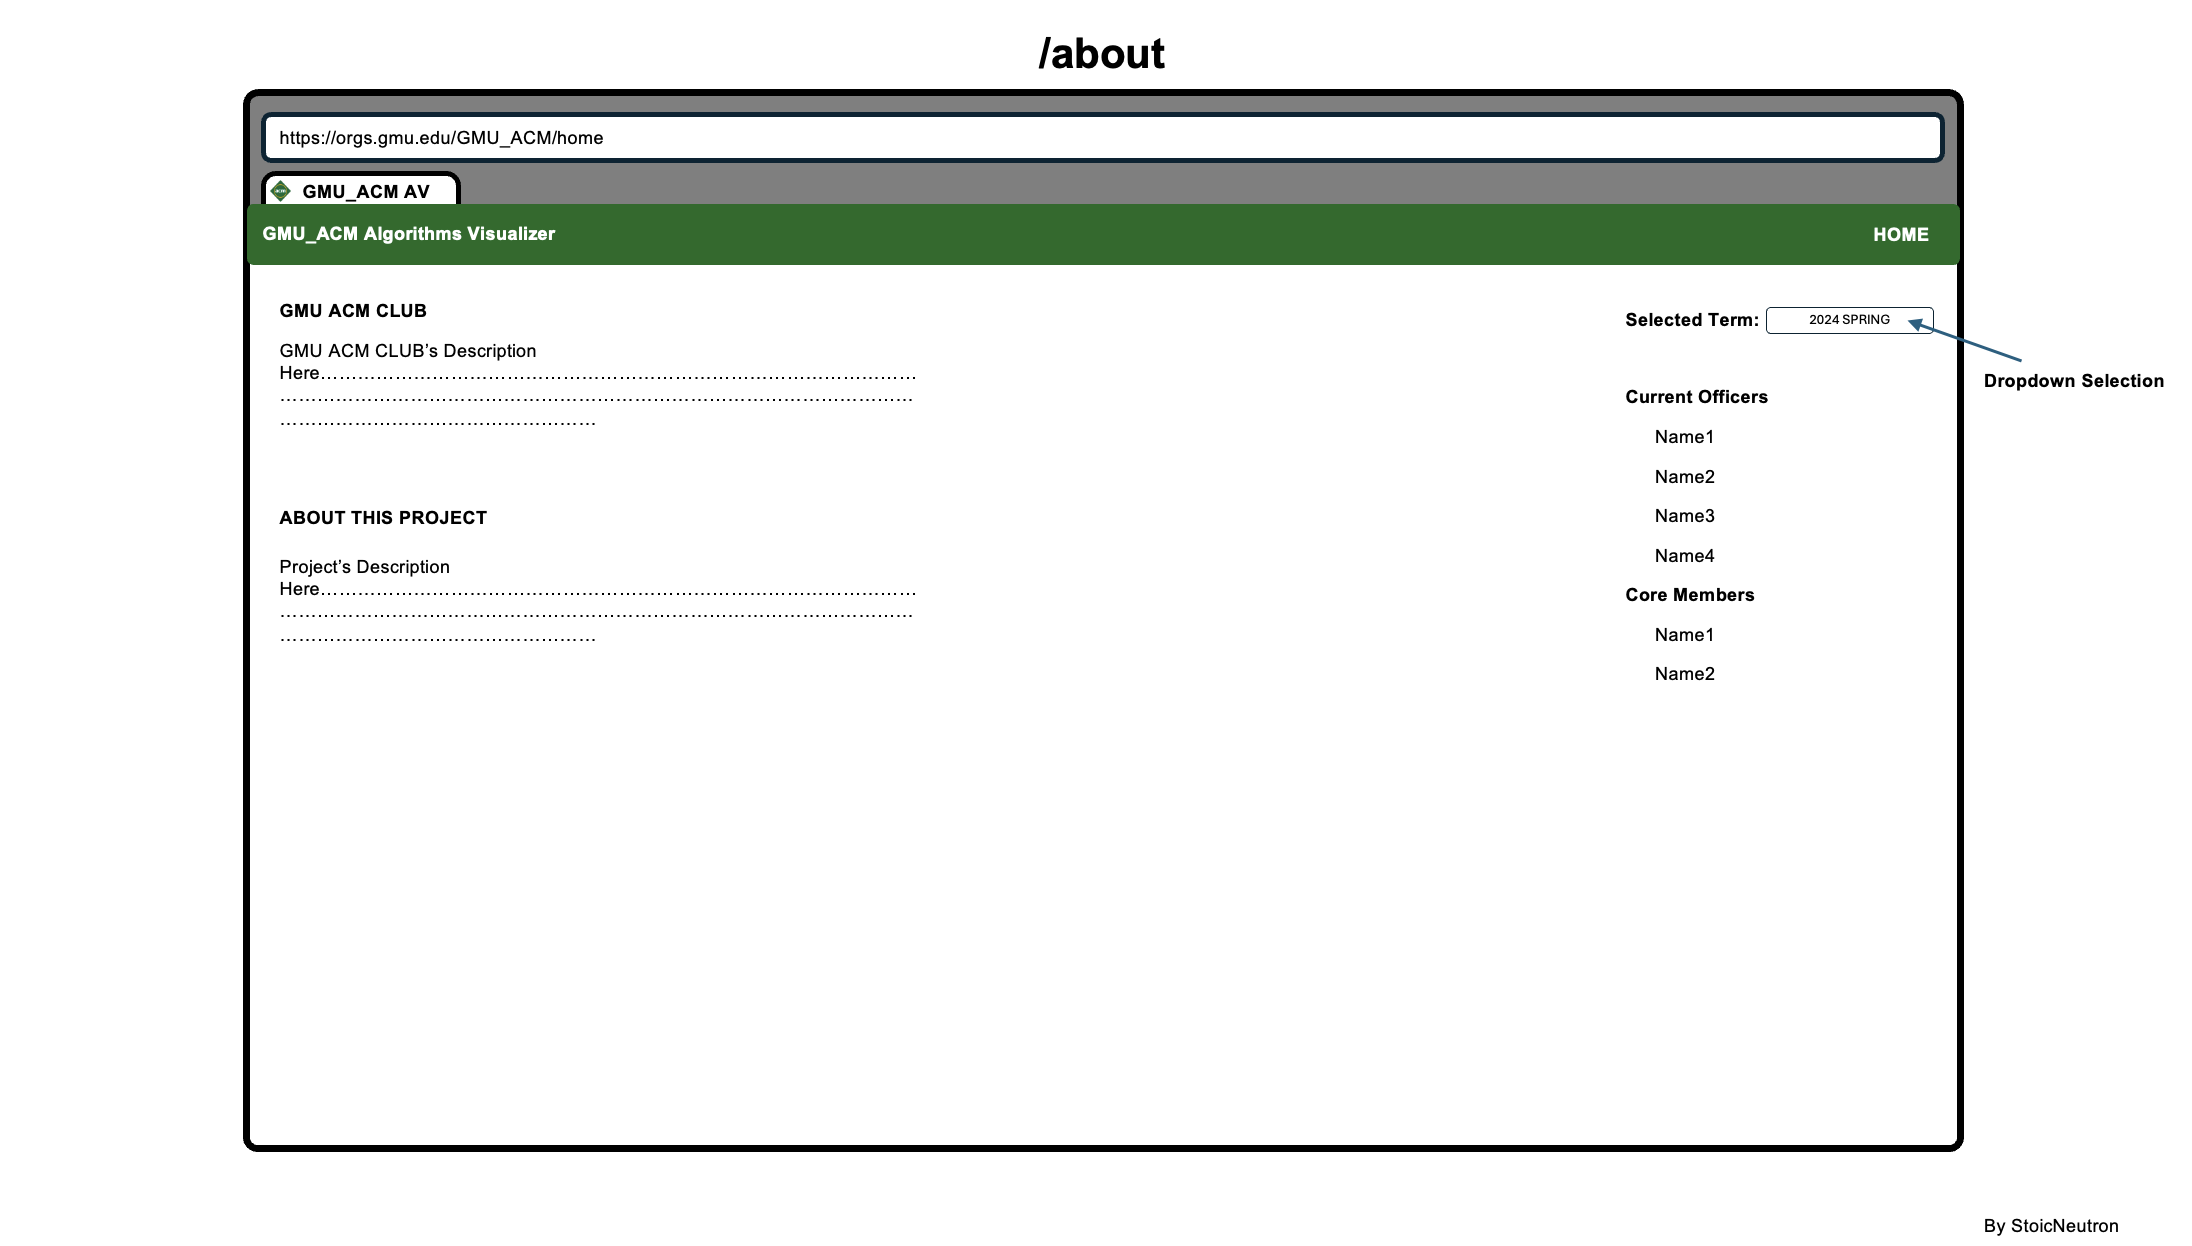 /about
https://orgs.gmu.edu/GMU_ACM/home
GMU_ACM AV
GMU_ACM Algorithms Visualizer
HOME
GMU ACM CLUB
GMU ACM CLUB’s Description
Here……………………………………………………………………………………
…………………………………………………………………………………………
……………………………………………
ABOUT THIS PROJECT
Project’s Description
Here……………………………………………………………………………………
…………………………………………………………………………………………
……………………………………………
Selected Term:
2024 SPRING
Dropdown Selection
Current Officers
Name1
Name2
Name3
Name4
Core Members
Name1
Name2
By StoicNeutron